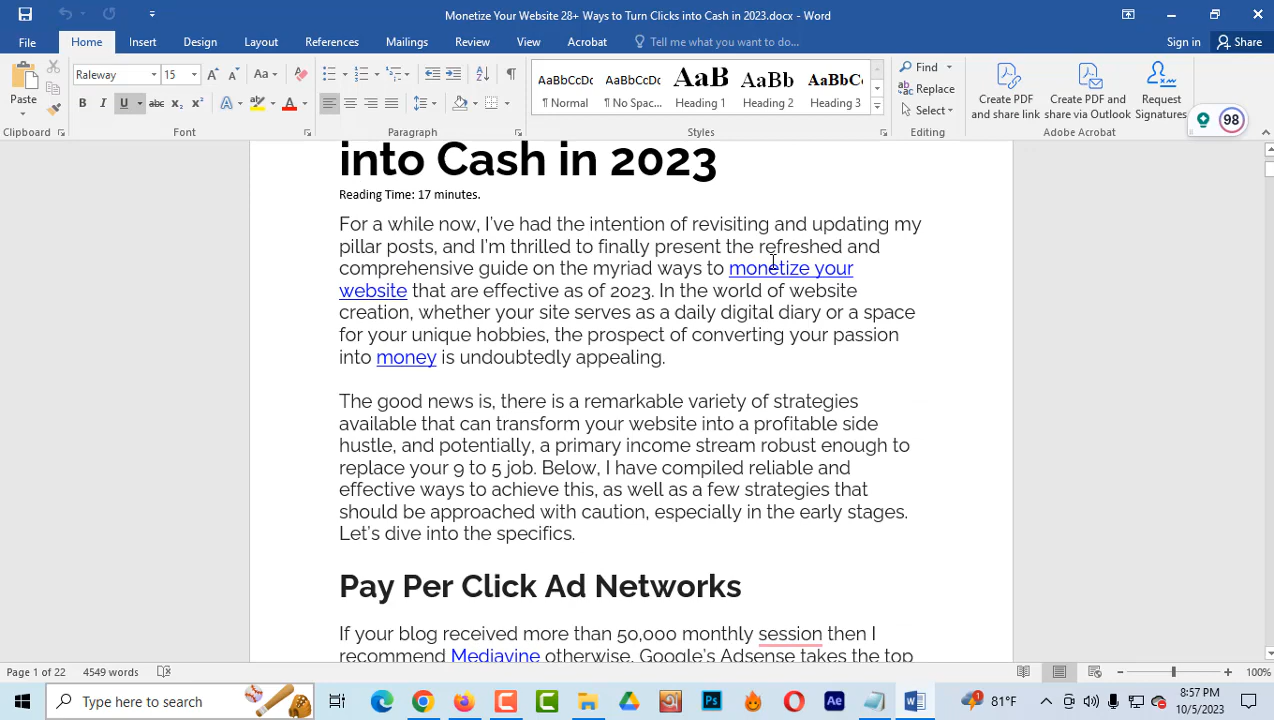 Monetize Your Website 28+ Ways to Turn Clicks into Cash in 2023.docx - Word
File Home Insert Design Layout References Mailings Review View Acrobat Tell me what you want to do... Sign in Share
Raleway 15 Aa
Paste
B I U abc x₂ x²
AaBbCcDc AaBbCcDc AaB AaBbC AaBbC
¶ Normal ¶ No Spac... Heading 1 Heading 2 Heading 3
Find
Replace
Select
Create PDF and share link
Create PDF and share via Outlook
Request Signatures
98
Clipboard Font Paragraph Styles Editing Adobe Acrobat
into Cash in 2023
Reading Time: 17 minutes.
For a while now, I've had the intention of revisiting and updating my
pillar posts, and I'm thrilled to finally present the refreshed and
comprehensive guide on the myriad ways to monetize your
website that are effective as of 2023. In the world of website
creation, whether your site serves as a daily digital diary or a space
for your unique hobbies, the prospect of converting your passion
into money is undoubtedly appealing.
The good news is, there is a remarkable variety of strategies
available that can transform your website into a profitable side
hustle, and potentially, a primary income stream robust enough to
replace your 9 to 5 job. Below, I have compiled reliable and
effective ways to achieve this, as well as a few strategies that
should be approached with caution, especially in the early stages.
Let's dive into the specifics.
Pay Per Click Ad Networks
If your blog received more than 50,000 monthly session then I
recommend Mediavine otherwise, Google's Adsense takes the top
Page 1 of 22 4549 words 100%
Type here to search 81°F 8:57 PM
10/5/2023